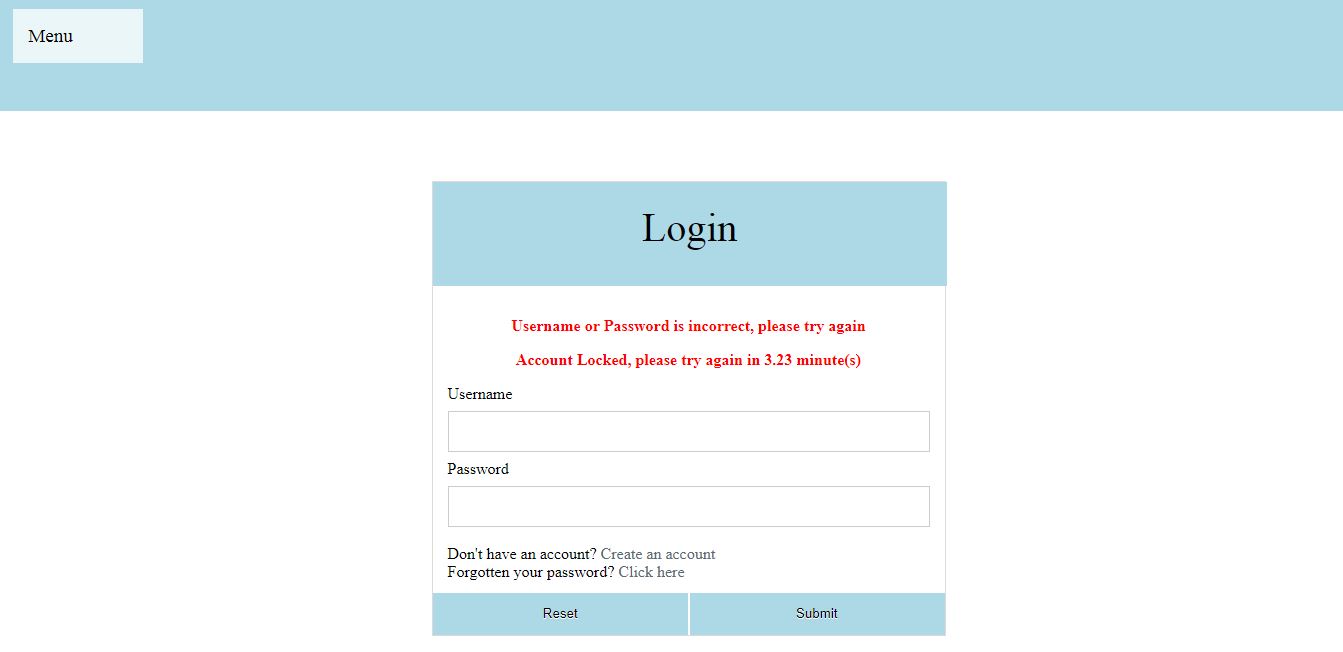 Menu
Login
Username or Password is incorrect, please try again
Account Locked, please try again in 3.23 minute(s)
Username
Password
Don't have an account? Create an account
Forgotten your password? Click here
Reset Submit